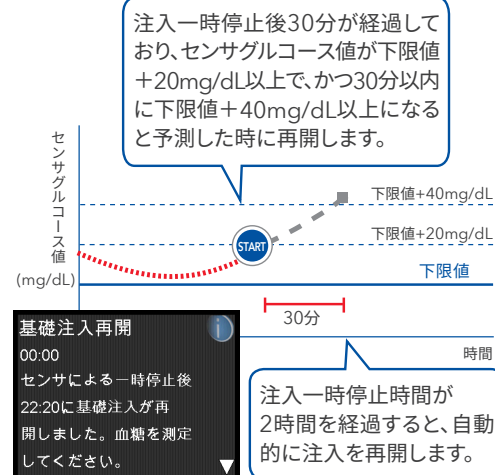 注入一時停止後30分が経過して
おり、センサグルコース値が下限値
+20mg/dL以上で、かつ30分以内
に下限値+40mg/dL以上になる
と予測した時に再開します。
センサグルコース値
(mg/dL)
下限値+40mg/dL
下限値+20mg/dL
START
下限値
30分
時間
基礎注入再開
00:00
センサによる一時停止後
22:20に基礎注入が再
開しました。血糖を測定
してください。
注入一時停止時間が
2時間を経過すると、自動
的に注入を再開します。